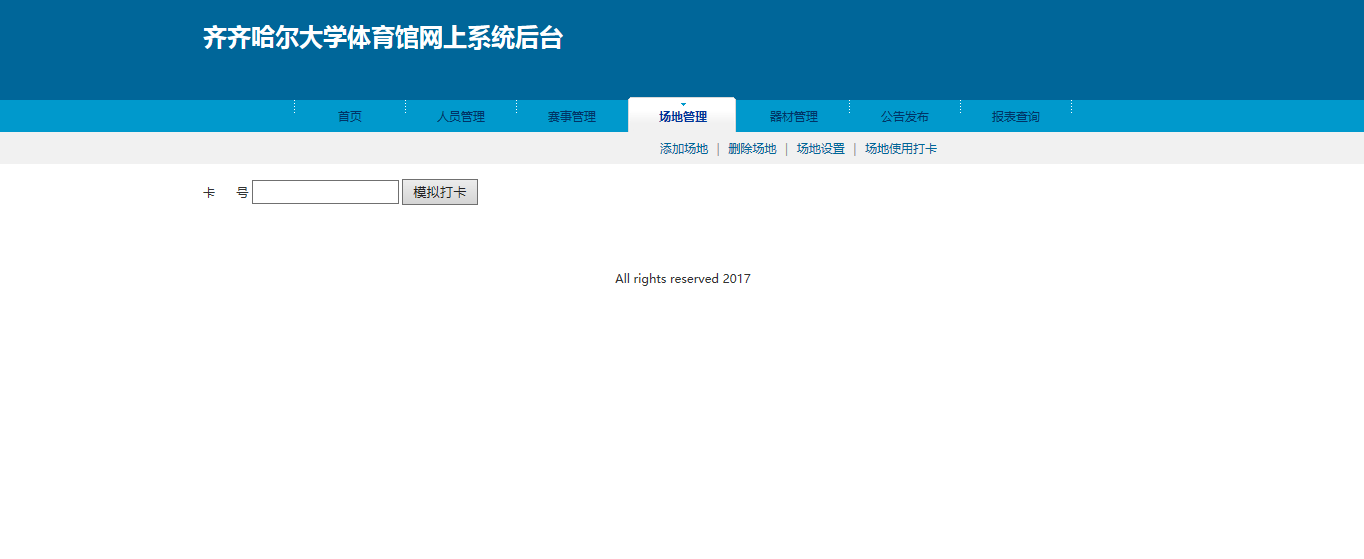 齐齐哈尔大学体育馆网上系统后台
首页 人员管理 赛事管理 场地管理 器材管理 公告发布 报表查询
添加场地 | 删除场地 | 场地设置 | 场地使用打卡
卡 号 模拟打卡
All rights reserved 2017